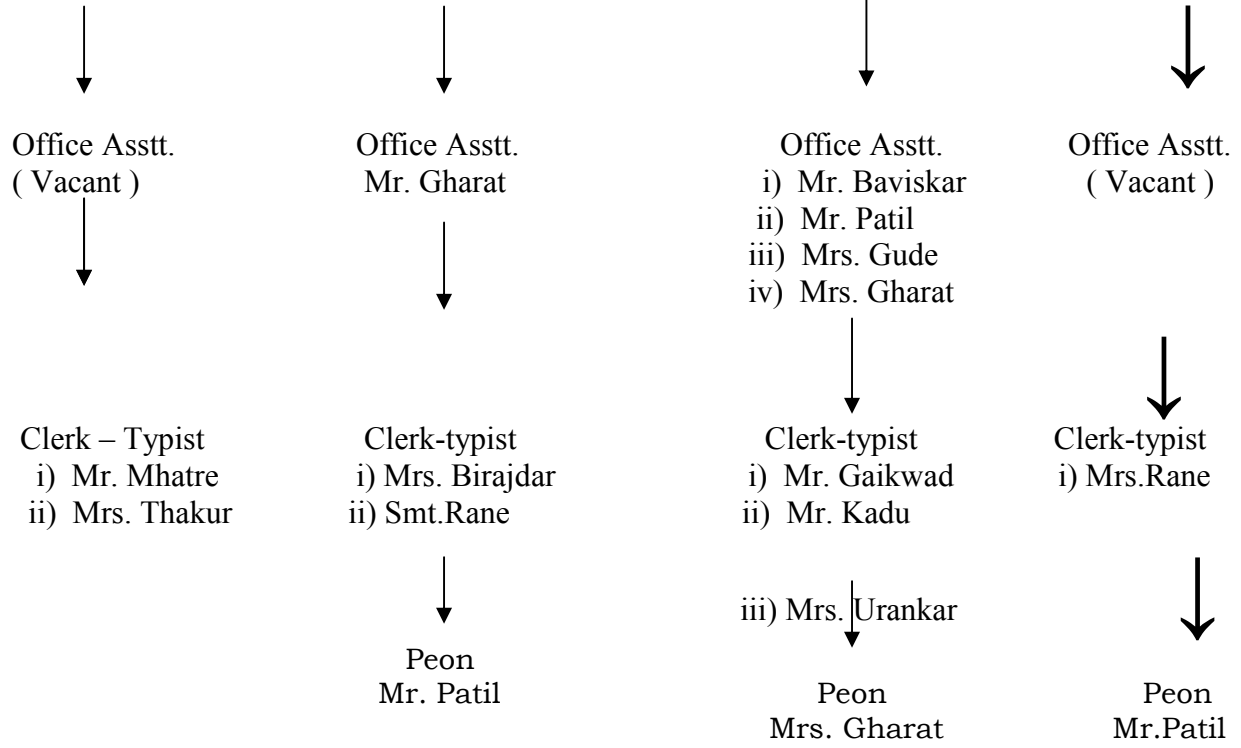 Office Asstt.
( Vacant )
Clerk – Typist
i) Mr. Mhatre
ii) Mrs. Thakur
Office Asstt.
Mr. Gharat
Clerk-typist
i) Mrs. Birajdar
ii) Smt.Rane
Peon
Mr. Patil
Office Asstt.
i) Mr. Baviskar
ii) Mr. Patil
iii) Mrs. Gude
iv) Mrs. Gharat
Clerk-typist
i) Mr. Gaikwad
ii) Mr. Kadu
iii) Mrs. Urankar
Peon
Mrs. Gharat
Office Asstt.
( Vacant )
Clerk-typist
i) Mrs.Rane
Peon
Mr.Patil